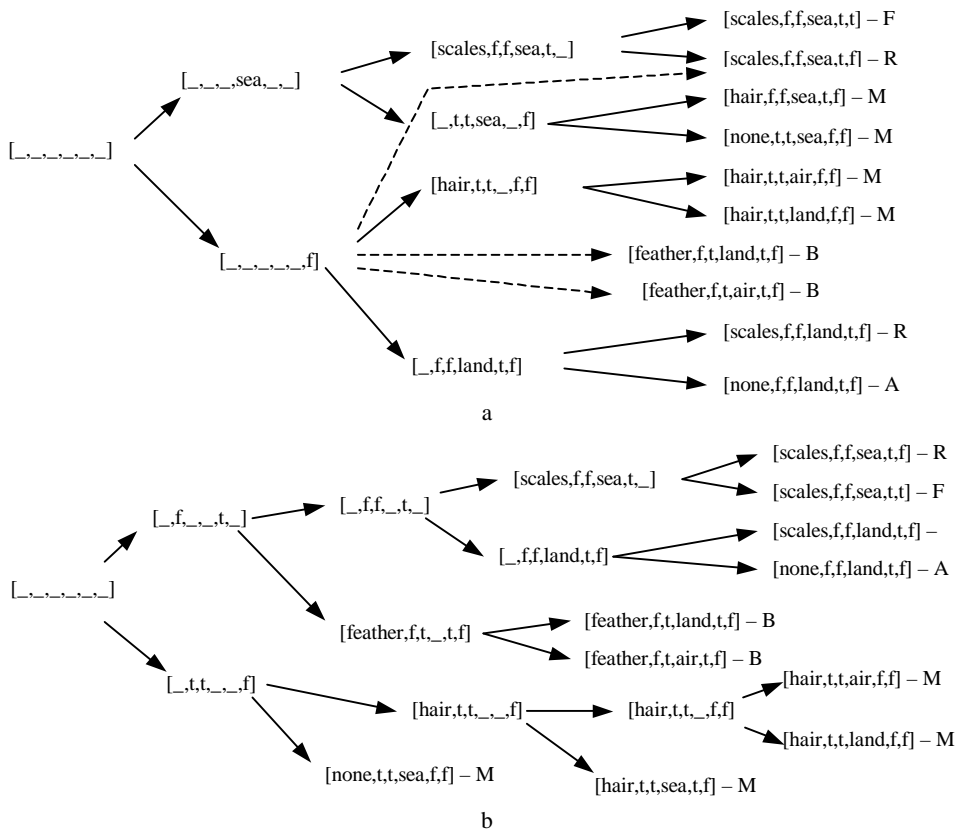 [scales,f,f,sea,t,t] – F
[scales,f,f,sea,t,_]
[scales,f,f,sea,t,f] – R
[_,_,_,sea,_,_]
[hair,f,f,sea,t,f] – M
[_,t,t,sea,_,f]
[none,t,t,sea,f,f] – M
[_,_,_,_,_,_]
[hair,t,t,air,f,f] – M
[hair,t,t,_,f,f]
[hair,t,t,land,f,f] – M
[feather,f,t,land,t,f] – B
[_,_,_,_,_,f]
[feather,f,t,air,t,f] – B
[scales,f,f,land,t,f] – R
[_,f,f,land,t,f]
[none,f,f,land,t,f] – A
a
[scales,f,f,sea,t,f] – R
[scales,f,f,sea,t,_]
[scales,f,f,sea,t,t] – F
[_,f,f,_,t,_]
[_,f,_,_,t,_]
[scales,f,f,land,t,f] –
[_,f,f,land,t,f]
[none,f,f,land,t,f] – A
[_,_,_,_,_,_]
[feather,f,t,land,t,f] – B
[feather,f,t,_,t,f]
[feather,f,t,air,t,f] – B
[hair,t,t,air,f,f] – M
[_,t,t,_,_,f]
[hair,t,t,_,_,f]
[hair,t,t,_,f,f]
[hair,t,t,land,f,f] – M
[none,t,t,sea,f,f] – M
[hair,t,t,sea,t,f] – M
b